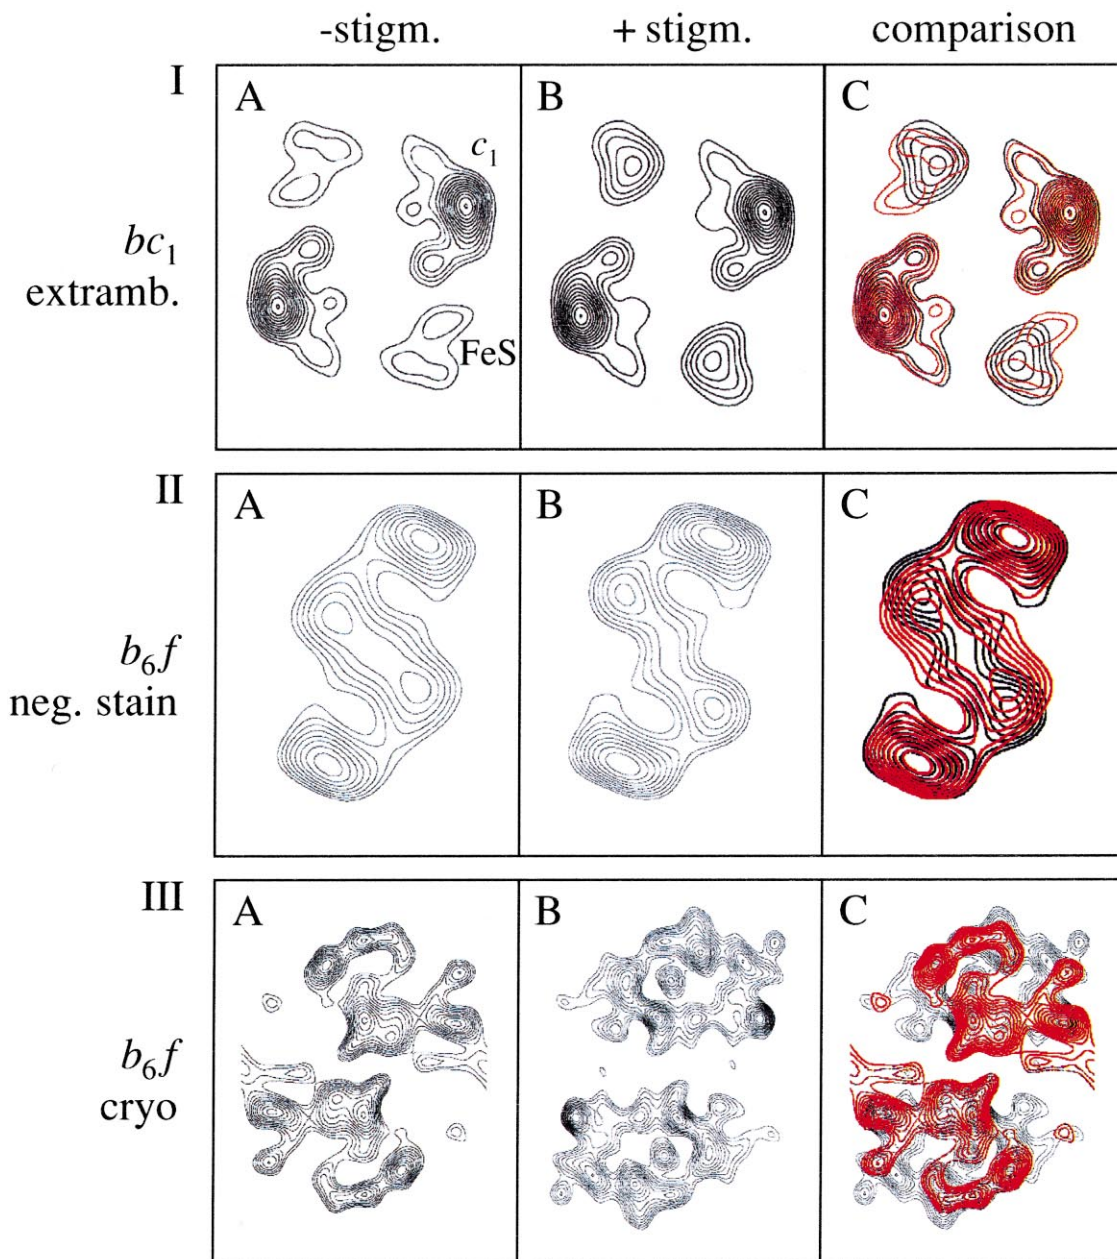 -stigm.
+ stigm.
comparison
I
A
B
C
c₁
FeS
bc₁
extramb.
II
A
B
C
b₆f
neg. stain
III
A
B
C
b₆f
cryo